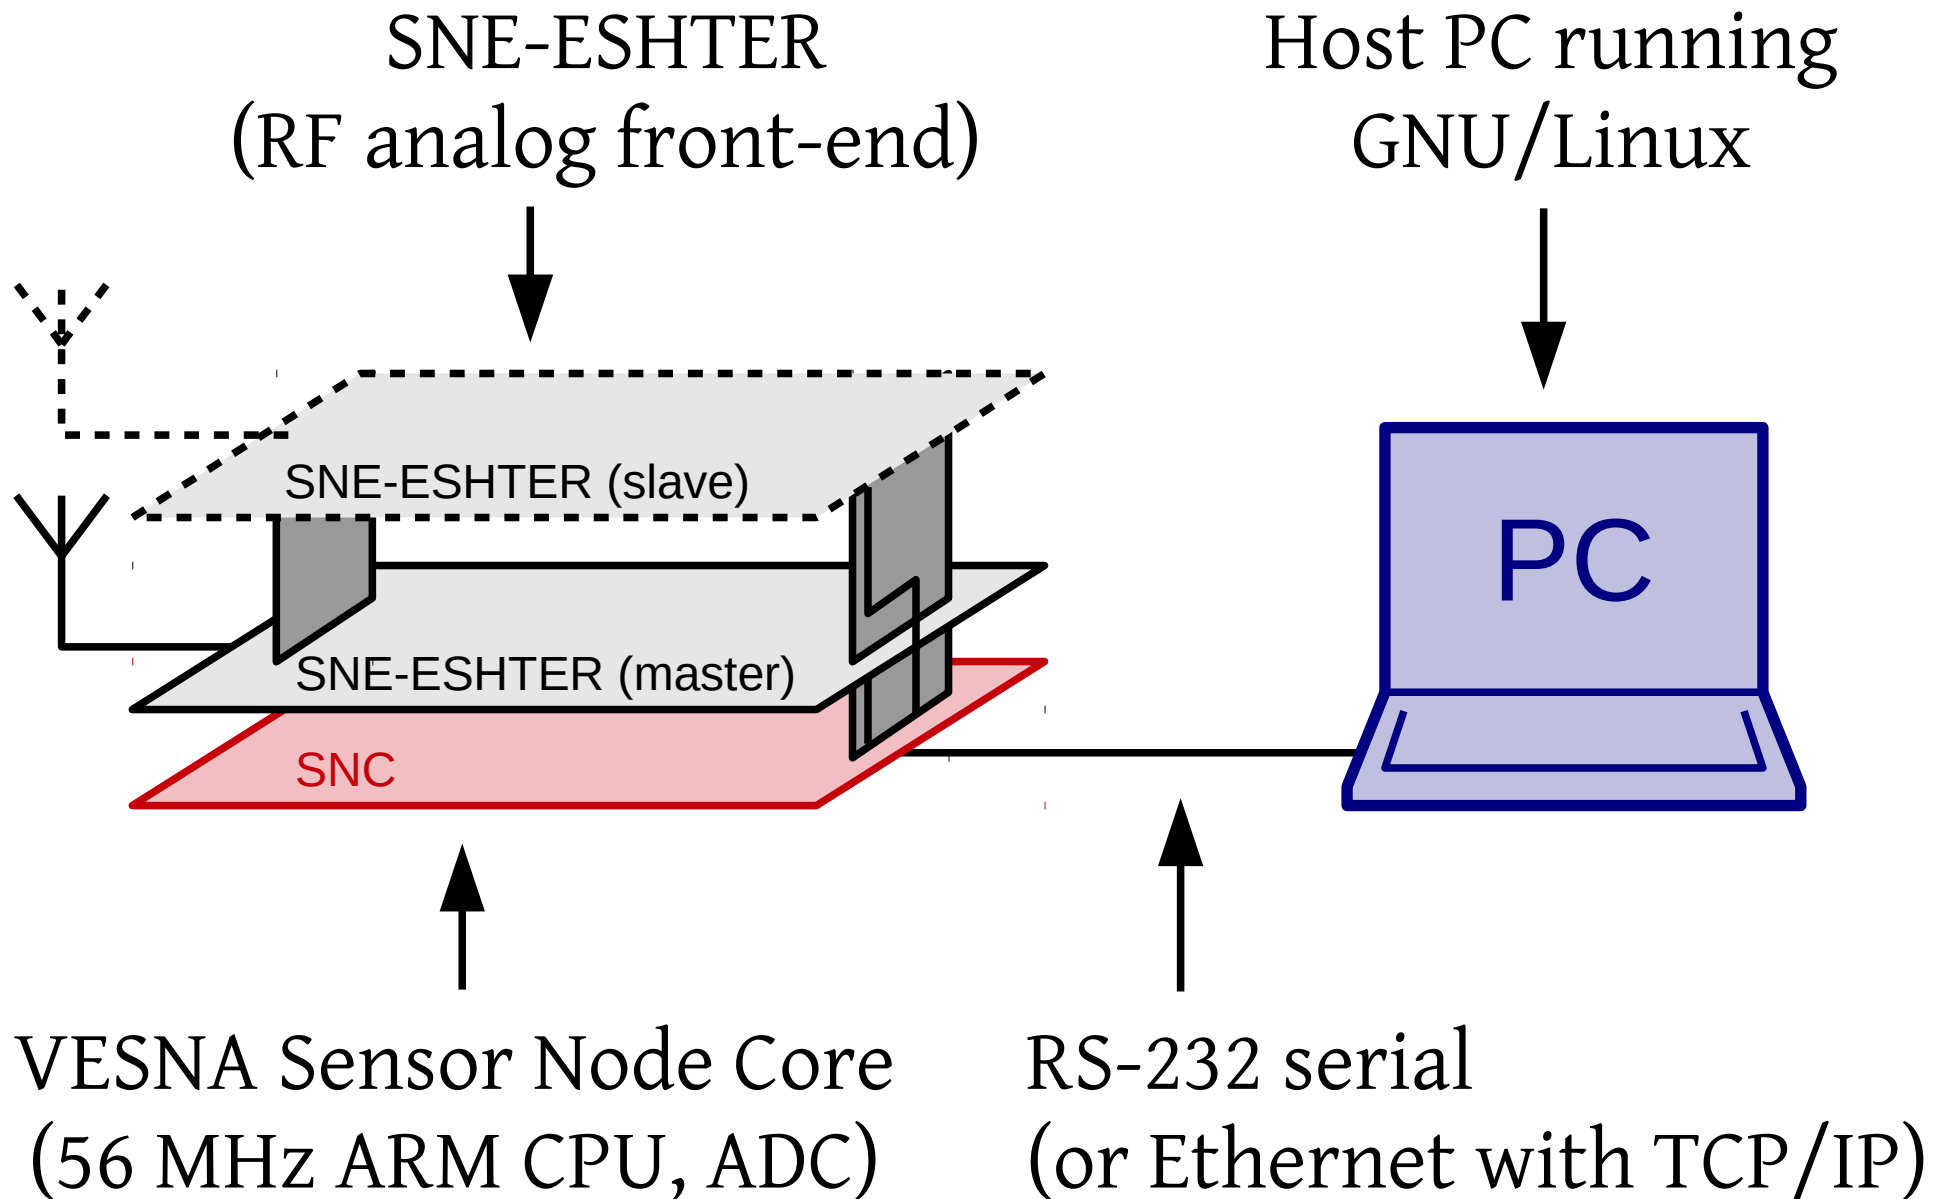 SNE-ESHTER
(RF analog front-end)
Host PC running
GNU/Linux
SNE-ESHTER (slave)
SNE-ESHTER (master)
SNC
PC
VESNA Sensor Node Core
(56 MHz ARM CPU, ADC)
RS-232 serial
(or Ethernet with TCP/IP)